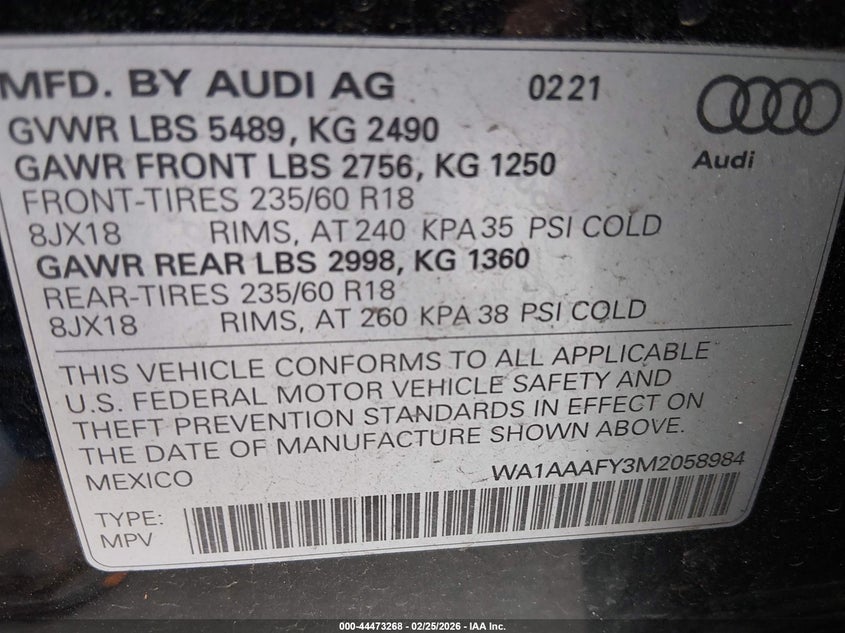 MFD. BY AUDI AG 0221
Audi
GVWR LBS 5489, KG 2490
GAWR FRONT LBS 2756, KG 1250
FRONT-TIRES 235/60 R18
8JX18 RIMS, AT 240 KPA 35 PSI COLD
GAWR REAR LBS 2998, KG 1360
REAR-TIRES 235/60 R18
8JX18 RIMS, AT 260 KPA 38 PSI COLD
THIS VEHICLE CONFORMS TO ALL APPLICABLE
U.S. FEDERAL MOTOR VEHICLE SAFETY AND
THEFT PREVENTION STANDARDS IN EFFECT ON
THE DATE OF MANUFACTURE SHOWN ABOVE.
MEXICO WA1AAAFY3M2058984
TYPE:
MPV
000-44473268 - 02/25/2026 - IAA Inc.